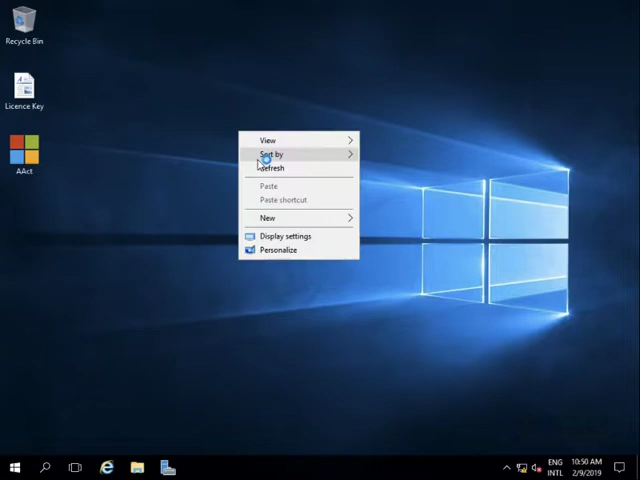 Recycle Bin
Licence Key
AAct
View
Sort by
Refresh
Paste
Paste shortcut
New
Display settings
Personalize
ENG
INTL
10:50 AM
2/9/2019